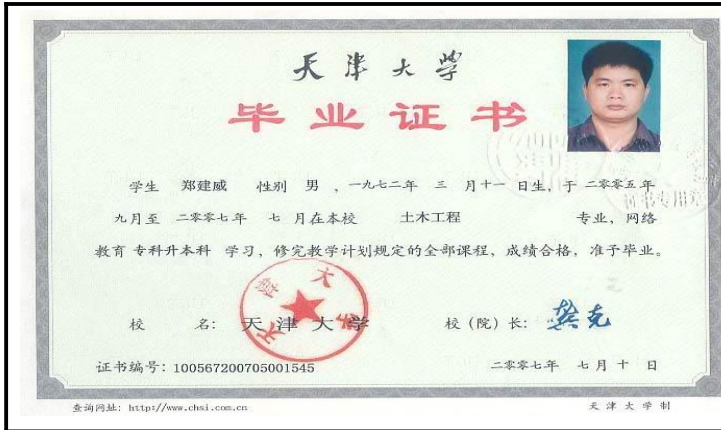 天津大学
毕业证书
学生 郑建威 性别 男 ，一九七二年 三 月十一 日生，于 二零零五年
九月至 二零零七年 七 月在本校 土木工程 专业，网络
教育 专科升本科 学习，修完教学计划规定的全部课程，成绩合格，准予毕业。
校 名： 天 津 大 学 校（院）长：
天津大学
证书编号：100567200705001545 二零零七年 七 月 十 日
查询网址：http://www.chsi.com.cn 天 津 大 学 制